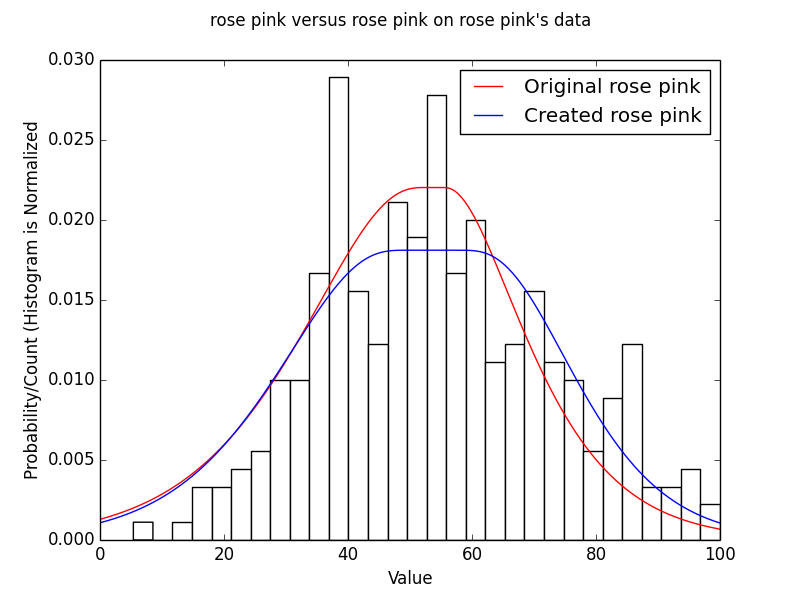 rose pink versus rose pink on rose pink's data
Original rose pink
Created rose pink
Probability/Count (Histogram is Normalized
0.030
0.025
0.020
0.015
0.010
0.005
0.000
0 20 40 60 80 100
Value